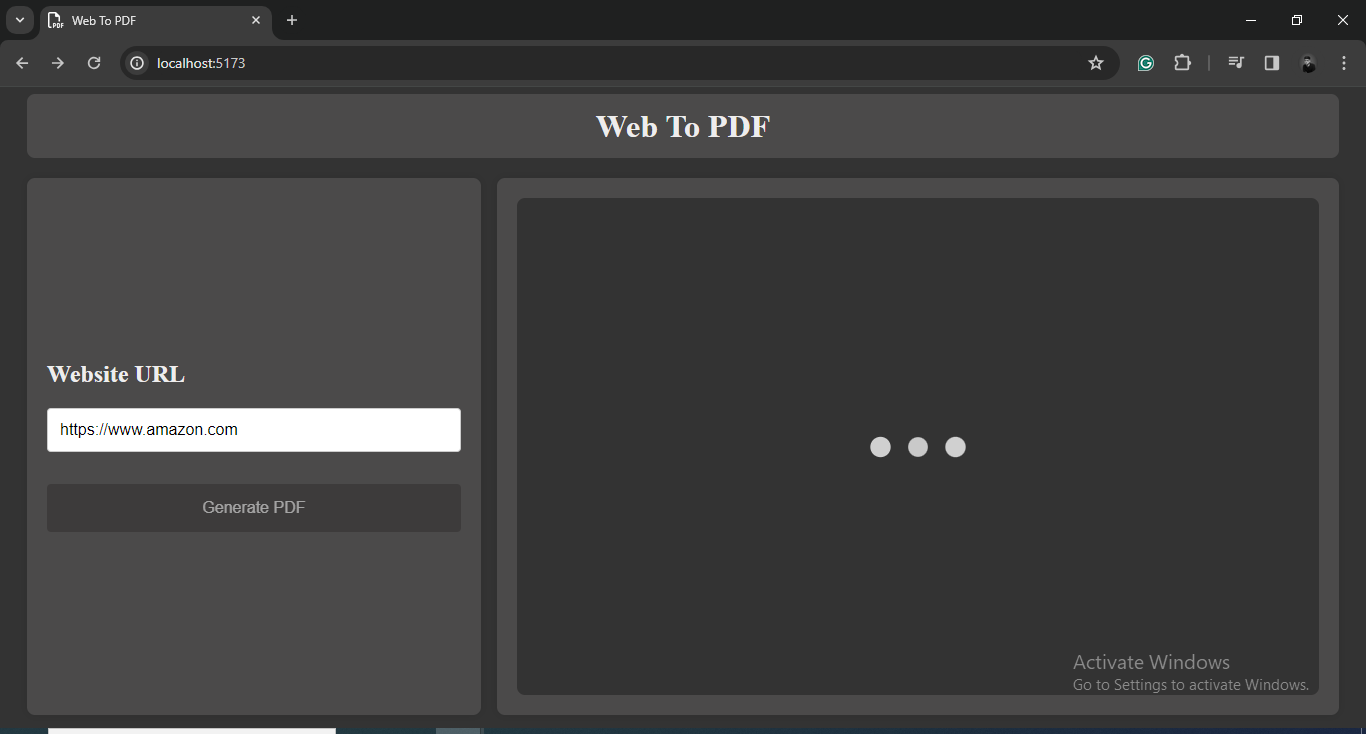 Web To PDF
localhost:5173
Web To PDF
Website URL
https://www.amazon.com
Generate PDF
Activate Windows
Go to Settings to activate Windows.